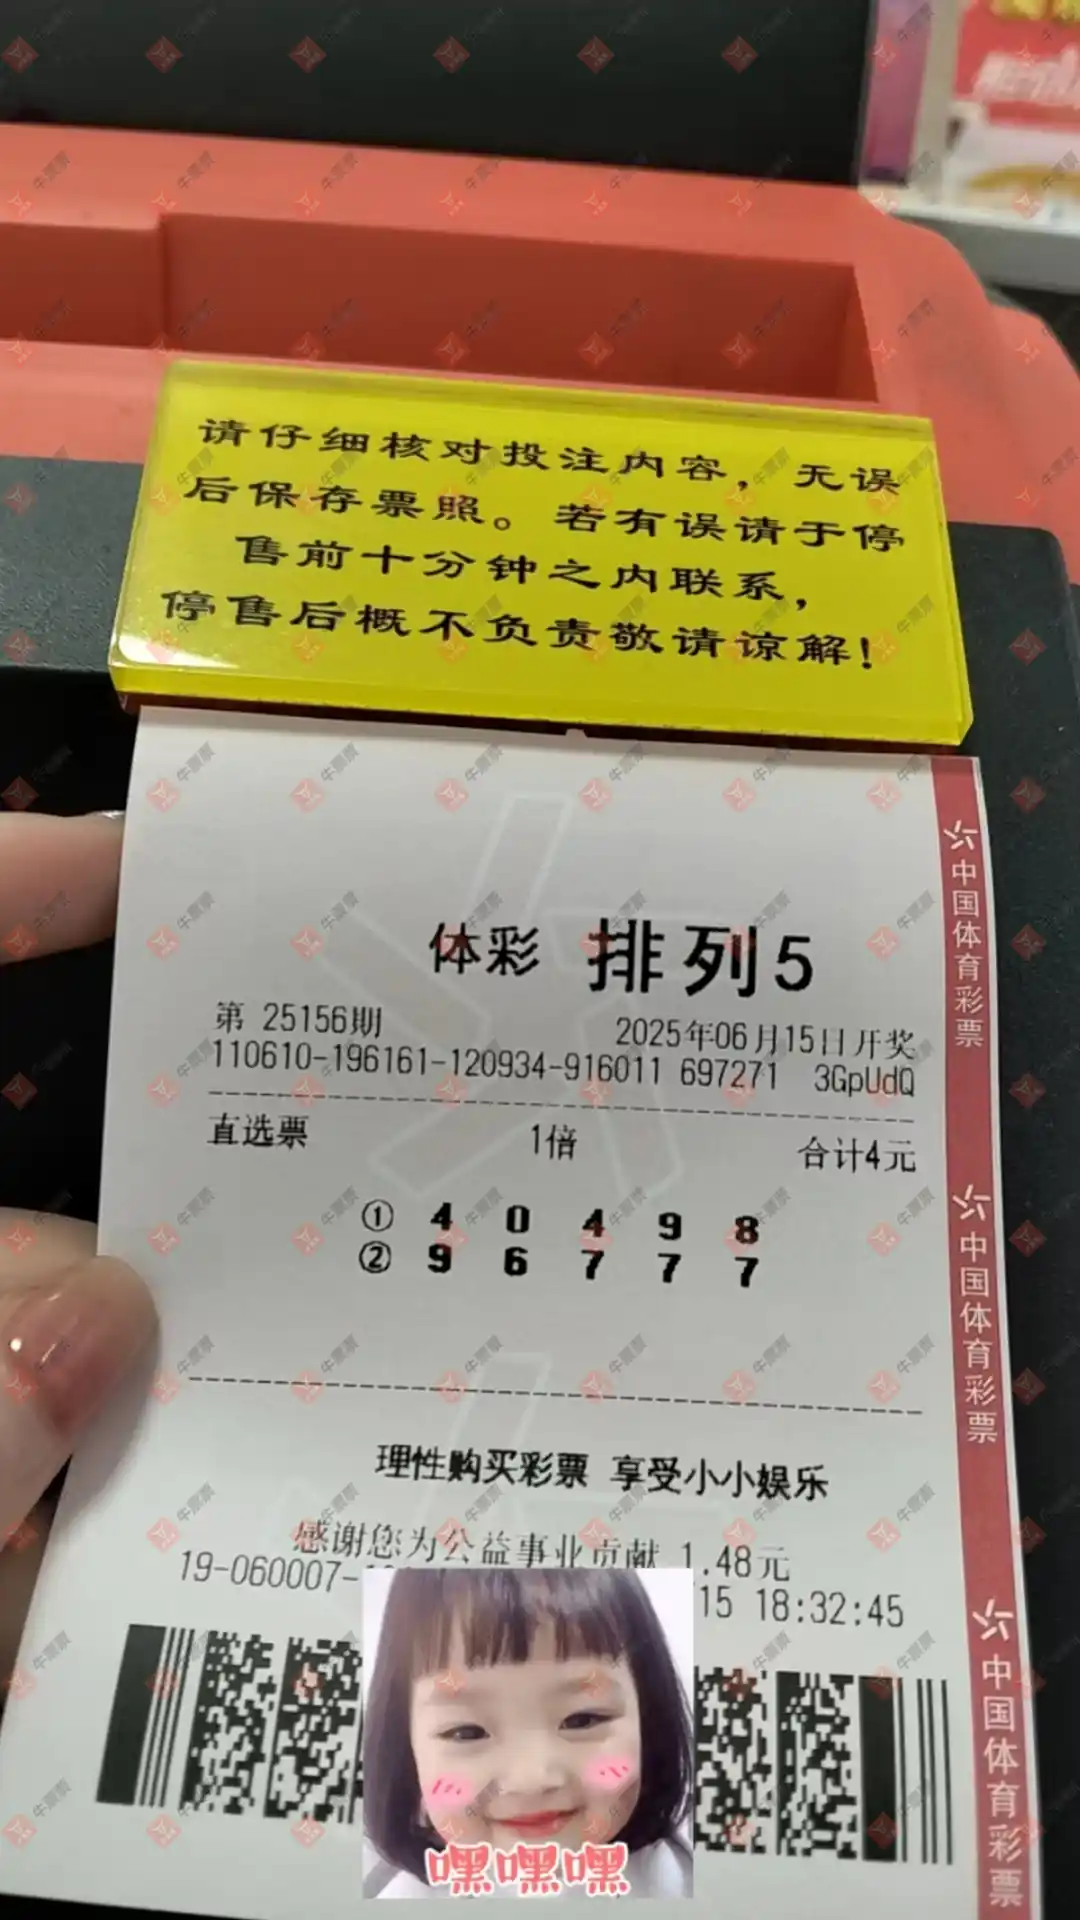 请仔细核对投注内容，无误
后保存票照。若有误请于停
售前十分钟之内联系，
停售后概不负责敬请谅解！
体彩 排列5
第 25156期 2025年06月15日开奖
110610-196161-120934-916011 697271 3GpUdQ
直选票 1倍 合计4元
① 4 0 4 9 8
② 9 6 7 7 7
理性购买彩票 享受小小娱乐
感谢您为公益事业贡献 1.48元
19-060007- 15 18:32:45
嘿嘿嘿
中国体育彩票
中国体育彩票
中国体育彩票
牛票票